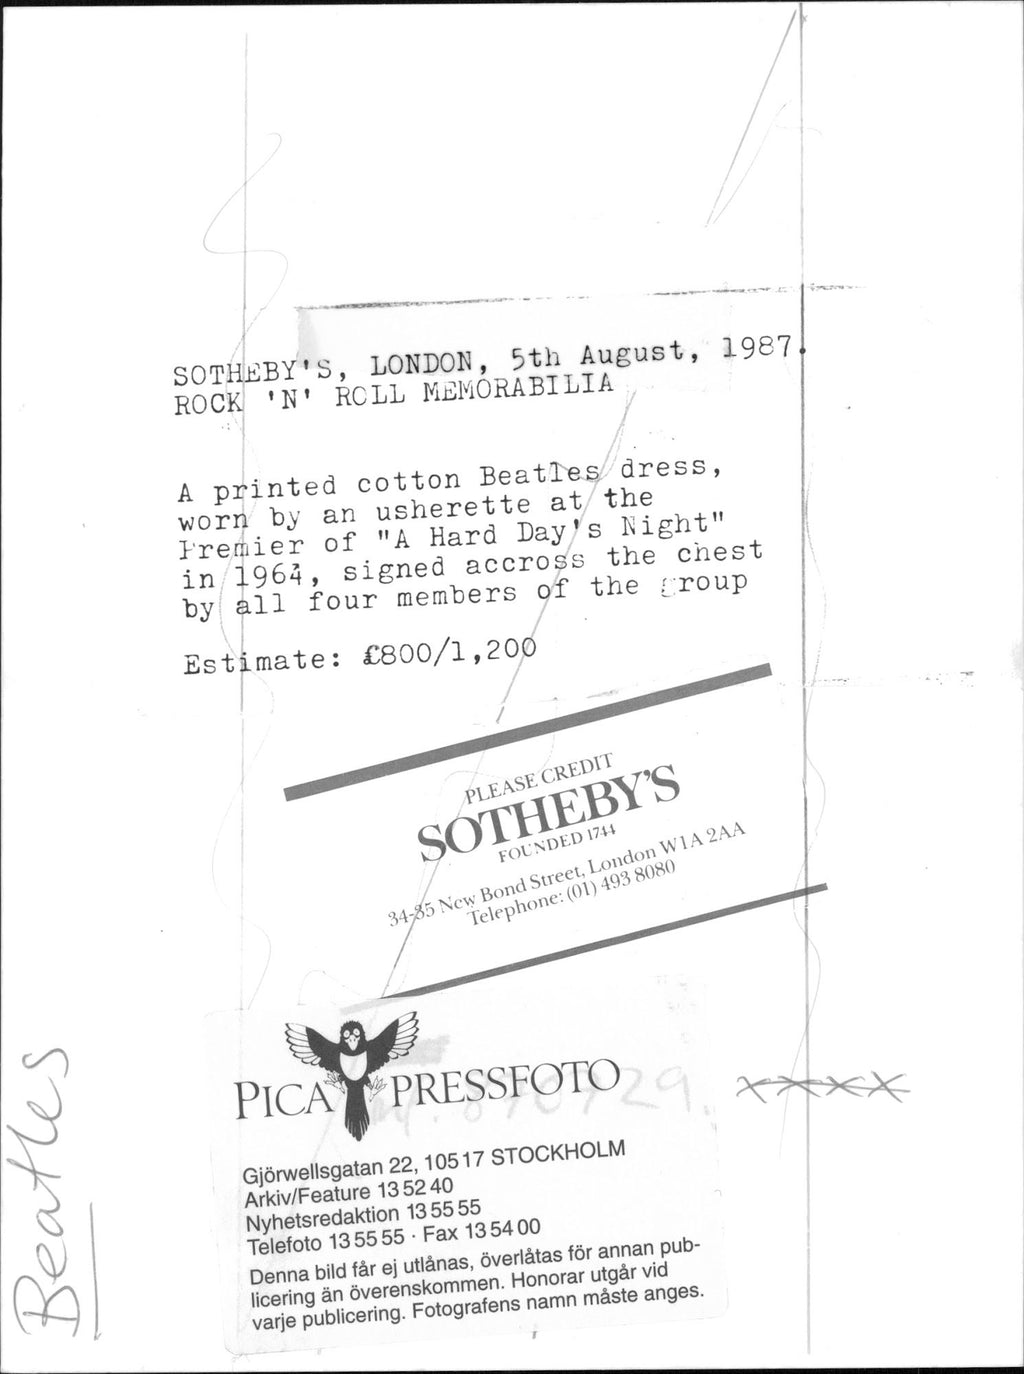 SOTHEBY'S, LONDON, 5th August, 1987.
ROCK 'N' ROLL MEMORABILIA
A printed cotton Beatles dress,
worn by an usherette at the
Premier of "A Hard Day's Night"
in 1964, signed accross the chest
by all four members of the group
Estimate: £800/1,200
PLEASE CREDIT
SOTHEBY'S
FOUNDED 1744
34-35 New Bond Street, London W1A 2AA
Telephone: (01) 493 8080
PICA PRESSFOTO
870729
Gjörwellsgatan 22, 105 17 STOCKHOLM
Arkiv/Feature 13 52 40
Nyhetsredaktion 13 55 55
Telefoto 13 55 55 · Fax 13 54 00
Denna bild får ej utlånas, överlåtas för annan pub-
licering än överenskommen. Honorar utgår vid
varje publicering. Fotografens namn måste anges.
xxxx
Beatles